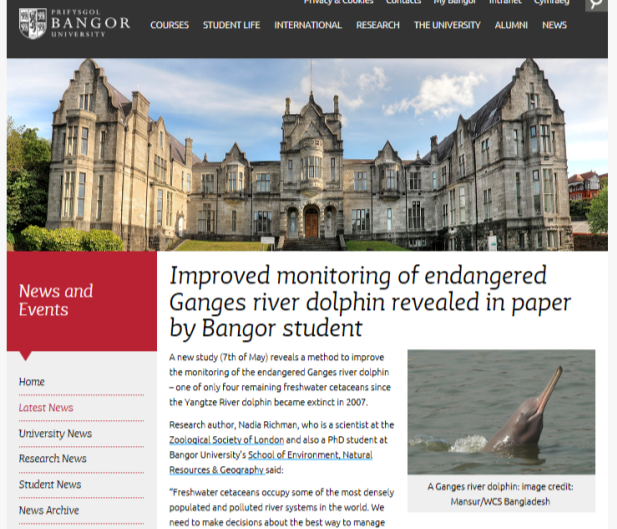 PRIFYSGOL
BANGOR
UNIVERSITY
Privacy & Cookies Contacts My Bangor Intranet Cymraeg
COURSES STUDENT LIFE INTERNATIONAL RESEARCH THE UNIVERSITY ALUMNI NEWS
News and
Events
Home
Latest News
University News
Research News
Student News
News Archive
Improved monitoring of endangered
Ganges river dolphin revealed in paper
by Bangor student
A new study (7th of May) reveals a method to improve
the monitoring of the endangered Ganges river dolphin
– one of only four remaining freshwater cetaceans since
the Yangtze River dolphin became extinct in 2007.
Research author, Nadia Richman, who is a scientist at the
Zoological Society of London and also a PhD student at
Bangor University's School of Environment, Natural
Resources & Geography said:
"Freshwater cetaceans occupy some of the most densely
populated and polluted river systems in the world. We
need to make decisions about the best way to manage
A Ganges river dolphin: image credit:
Mansur/WCS Bangladesh